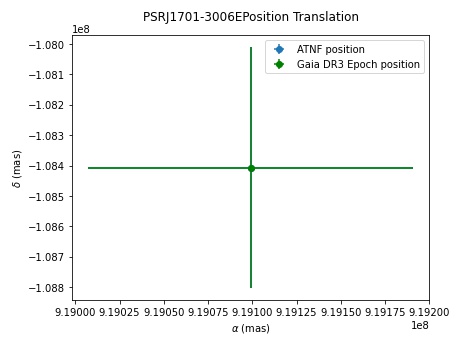 PSRJ1701-3006EPosition Translation
1e8
ATNF position
Gaia DR3 Epoch position
−1.080
−1.081
−1.082
−1.083
−1.084
−1.085
−1.086
−1.087
−1.088
δ (mas)
9.19000 9.19025 9.19050 9.19075 9.19100 9.19125 9.19150 9.19175 9.19200
α (mas)
1e8